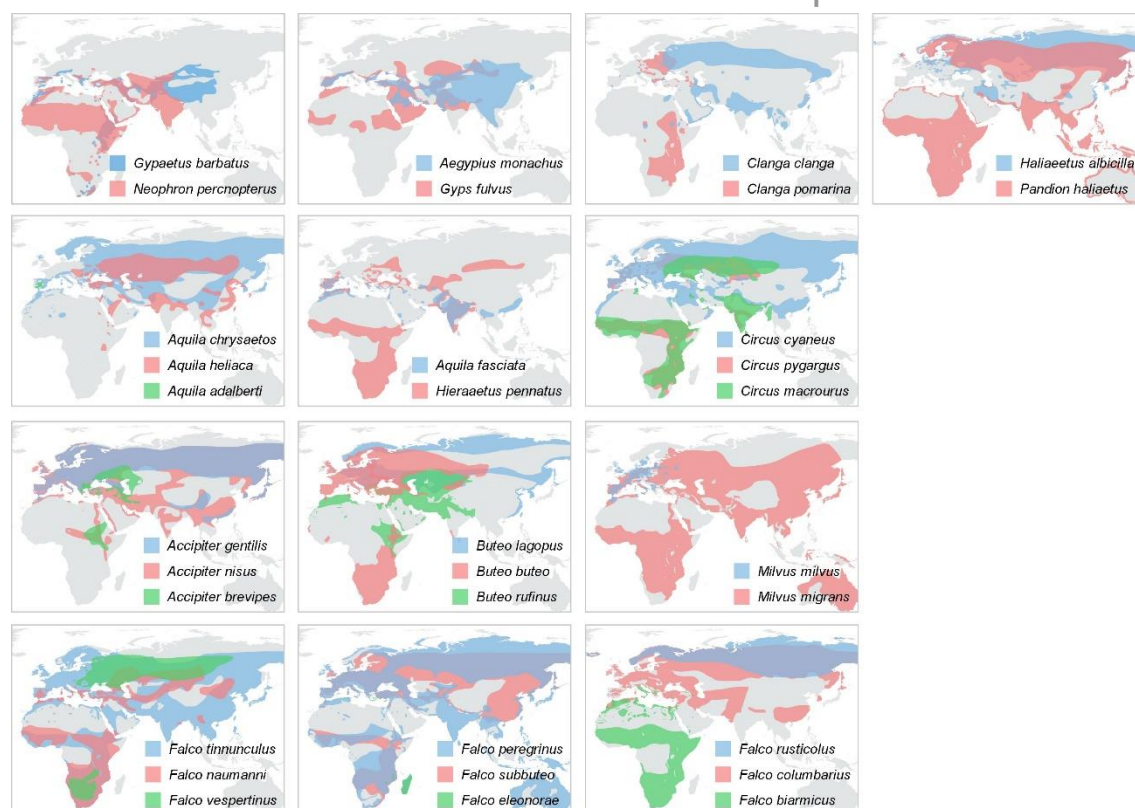 Gypaetus barbatus
Neophron percnopterus
Aegypius monachus
Gyps fulvus
Clanga clanga
Clanga pomarina
Haliaeetus albicilla
Pandion haliaetus
Aquila chrysaetos
Aquila heliaca
Aquila adalberti
Aquila fasciata
Hieraaetus pennatus
Circus cyaneus
Circus pygargus
Circus macrourus
Accipiter gentilis
Accipiter nisus
Accipiter brevipes
Buteo lagopus
Buteo buteo
Buteo rufinus
Milvus milvus
Milvus migrans
Falco tinnunculus
Falco naumanni
Falco vespertinus
Falco peregrinus
Falco subbuteo
Falco eleonorae
Falco rusticolus
Falco columbarius
Falco biarmicus